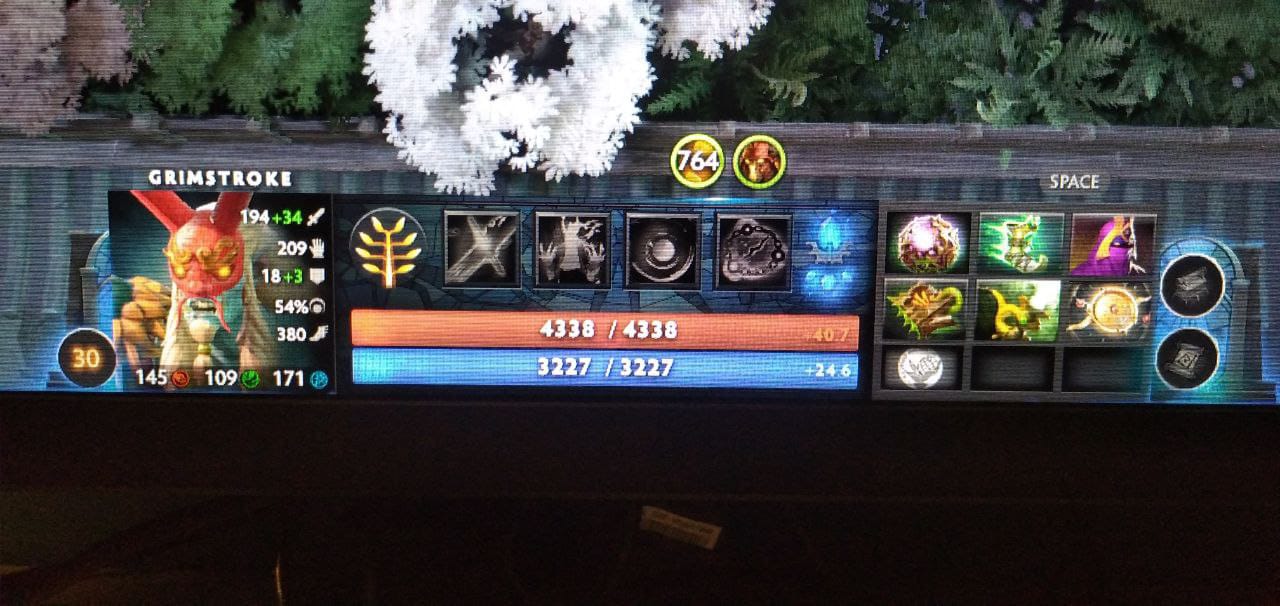 764
GRIMSTROKE
SPACE
194 +34
209
18 +3
54%
380
30
145 109 171
4338 / 4338
+40.7
3227 / 3227
+24.6